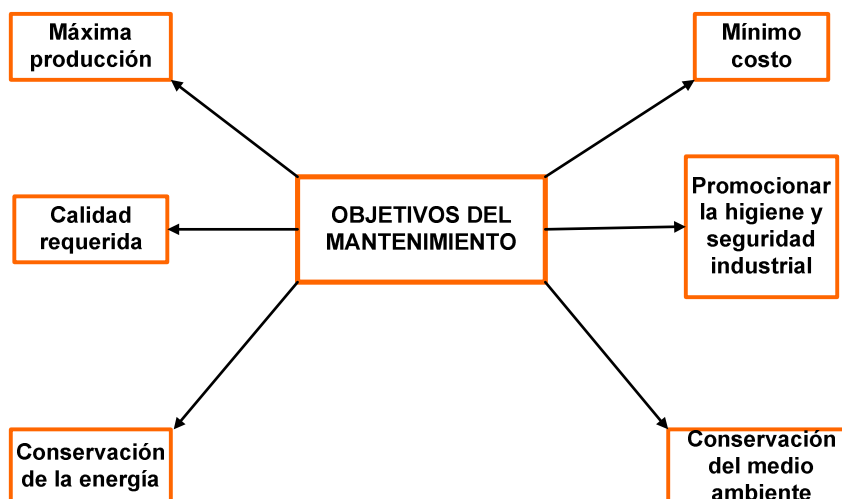 Máxima
producción
Mínimo
costo
OBJETIVOS DEL
MANTENIMIENTO
Calidad
requerida
Promocionar
la higiene y
seguridad
industrial
Conservación
de la energía
Conservación
del medio
ambiente